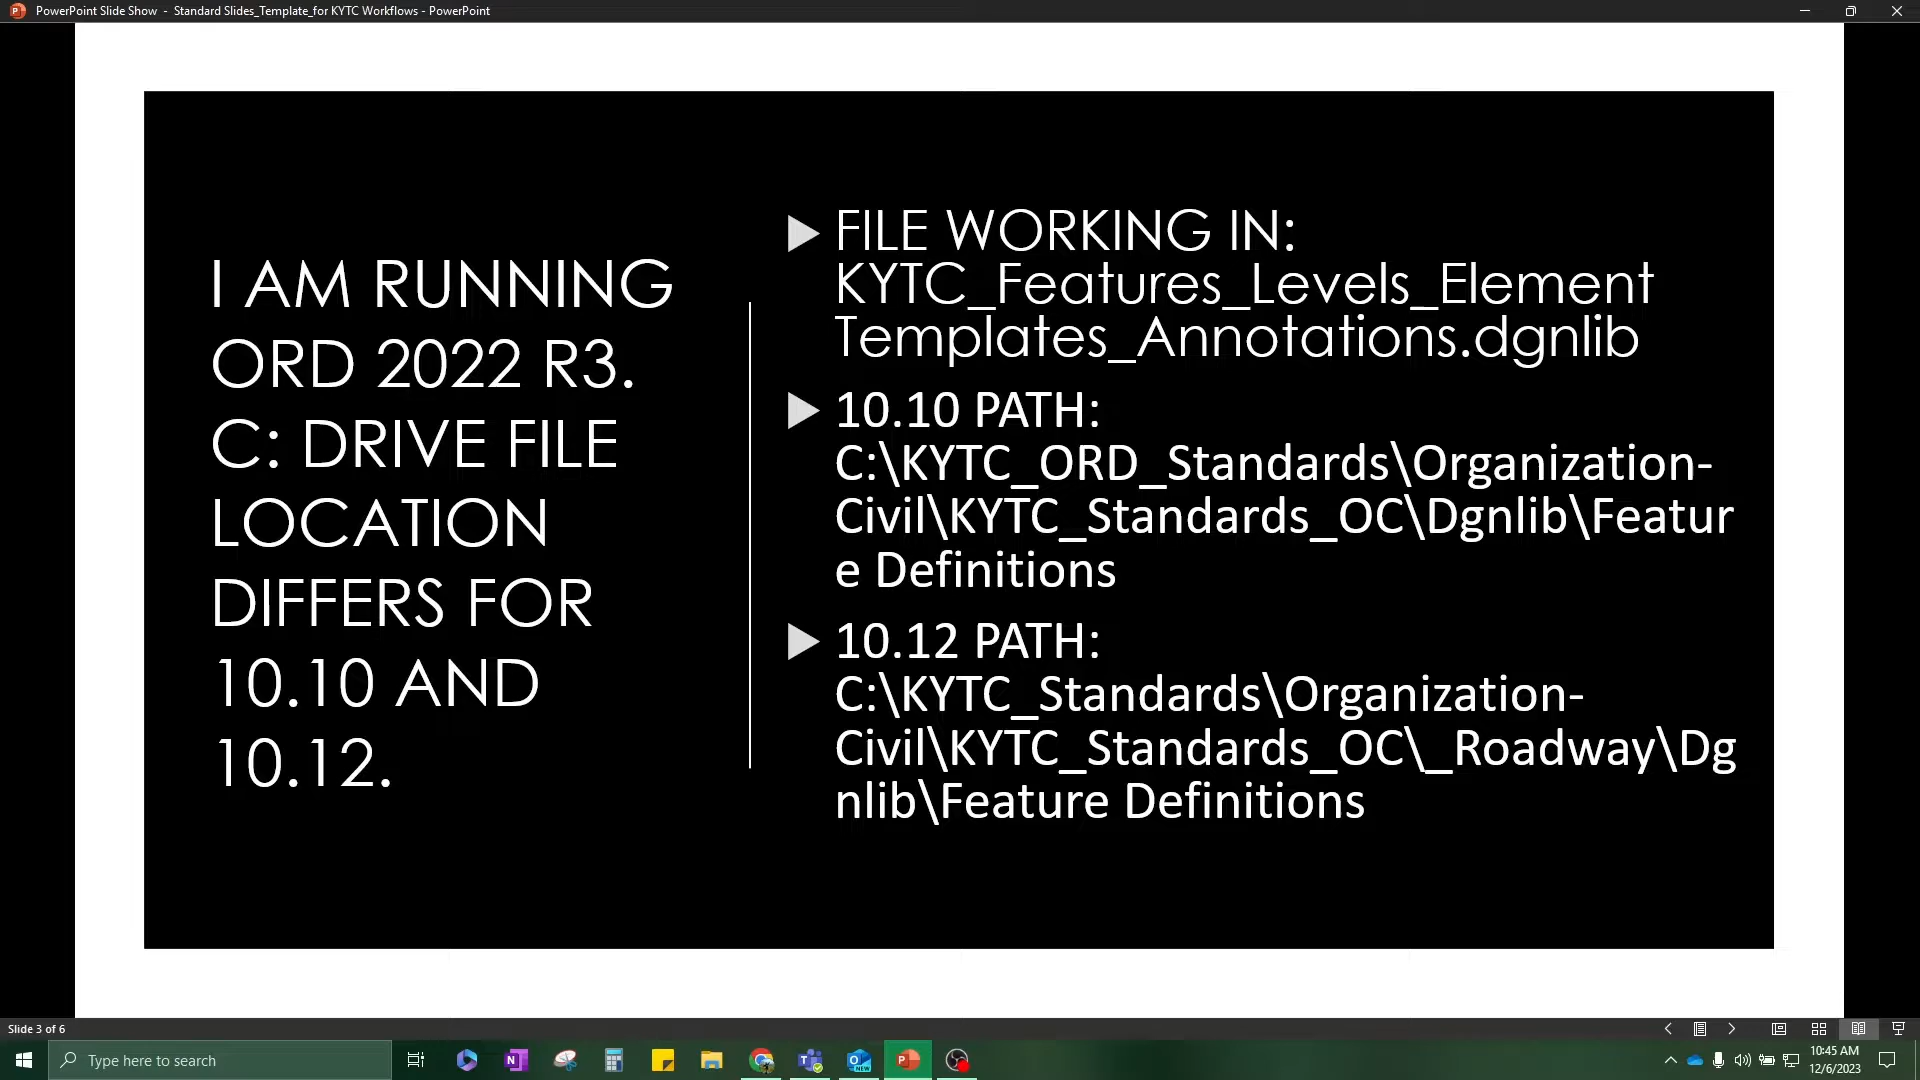 PowerPoint Slide Show - Standard Slides_Template_for KYTC Workflows - PowerPoint
I AM RUNNING
ORD 2022 R3.
C: DRIVE FILE
LOCATION
DIFFERS FOR
10.10 AND
10.12.
FILE WORKING IN:
KYTC_Features_Levels_Element
Templates_Annotations.dgnlib
10.10 PATH:
C:\KYTC_ORD_Standards\Organization-
Civil\KYTC_Standards_OC\Dgnlib\Featur
e Definitions
10.12 PATH:
C:\KYTC_Standards\Organization-
Civil\KYTC_Standards_OC\_Roadway\Dg
nlib\Feature Definitions
Slide 3 of 6
Type here to search
10:45 AM
12/6/2023